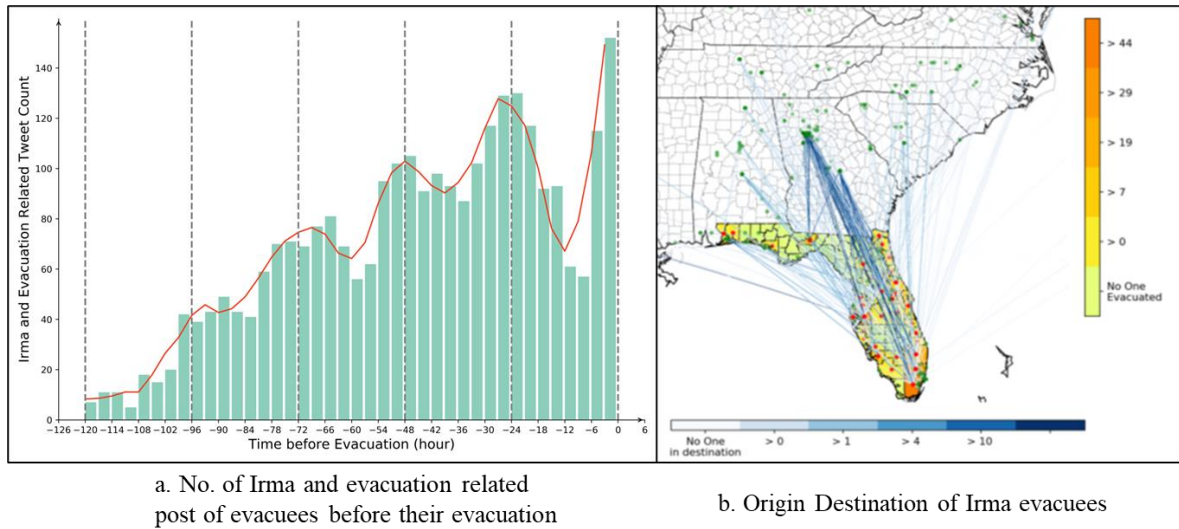 140
120
100
80
60
40
20
0
Irma and Evacuation Related Tweet Count
−126 −120 −114 −108 −102 −96 −90 −84 −78 −72 −66 −60 −54 −48 −42 −36 −30 −24 −18 −12 −6 0 6
Time before Evacuation (hour)
> 44
> 29
> 19
> 7
> 0
No One
Evacuated
No One
in destination
> 0
> 1
> 4
> 10
a. No. of Irma and evacuation related
post of evacuees before their evacuation
b. Origin Destination of Irma evacuees